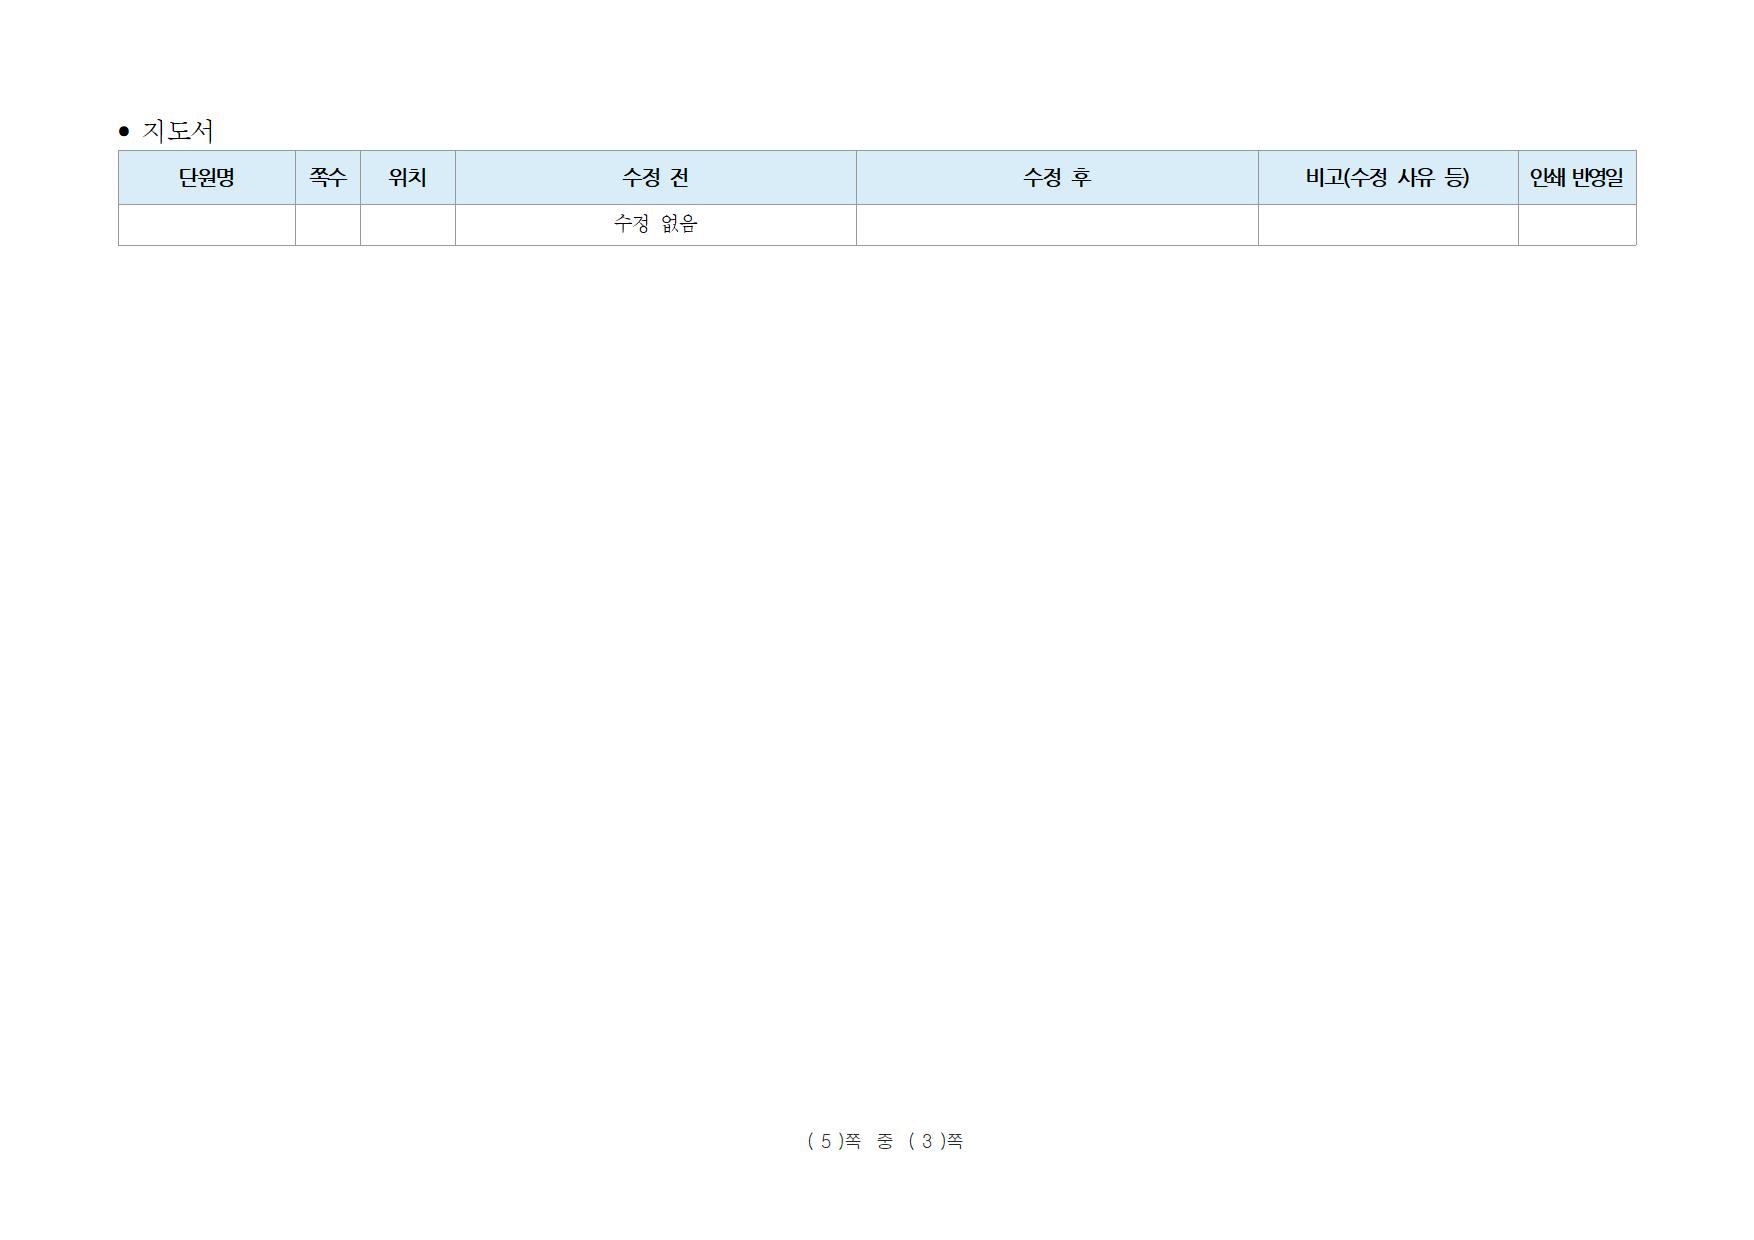 ● 지도서
단원명 쪽수 위치 수정 전 수정 후 비고(수정 사유 등) 인쇄 반영일
수정 없음
( 5 )쪽 중 ( 3 )쪽